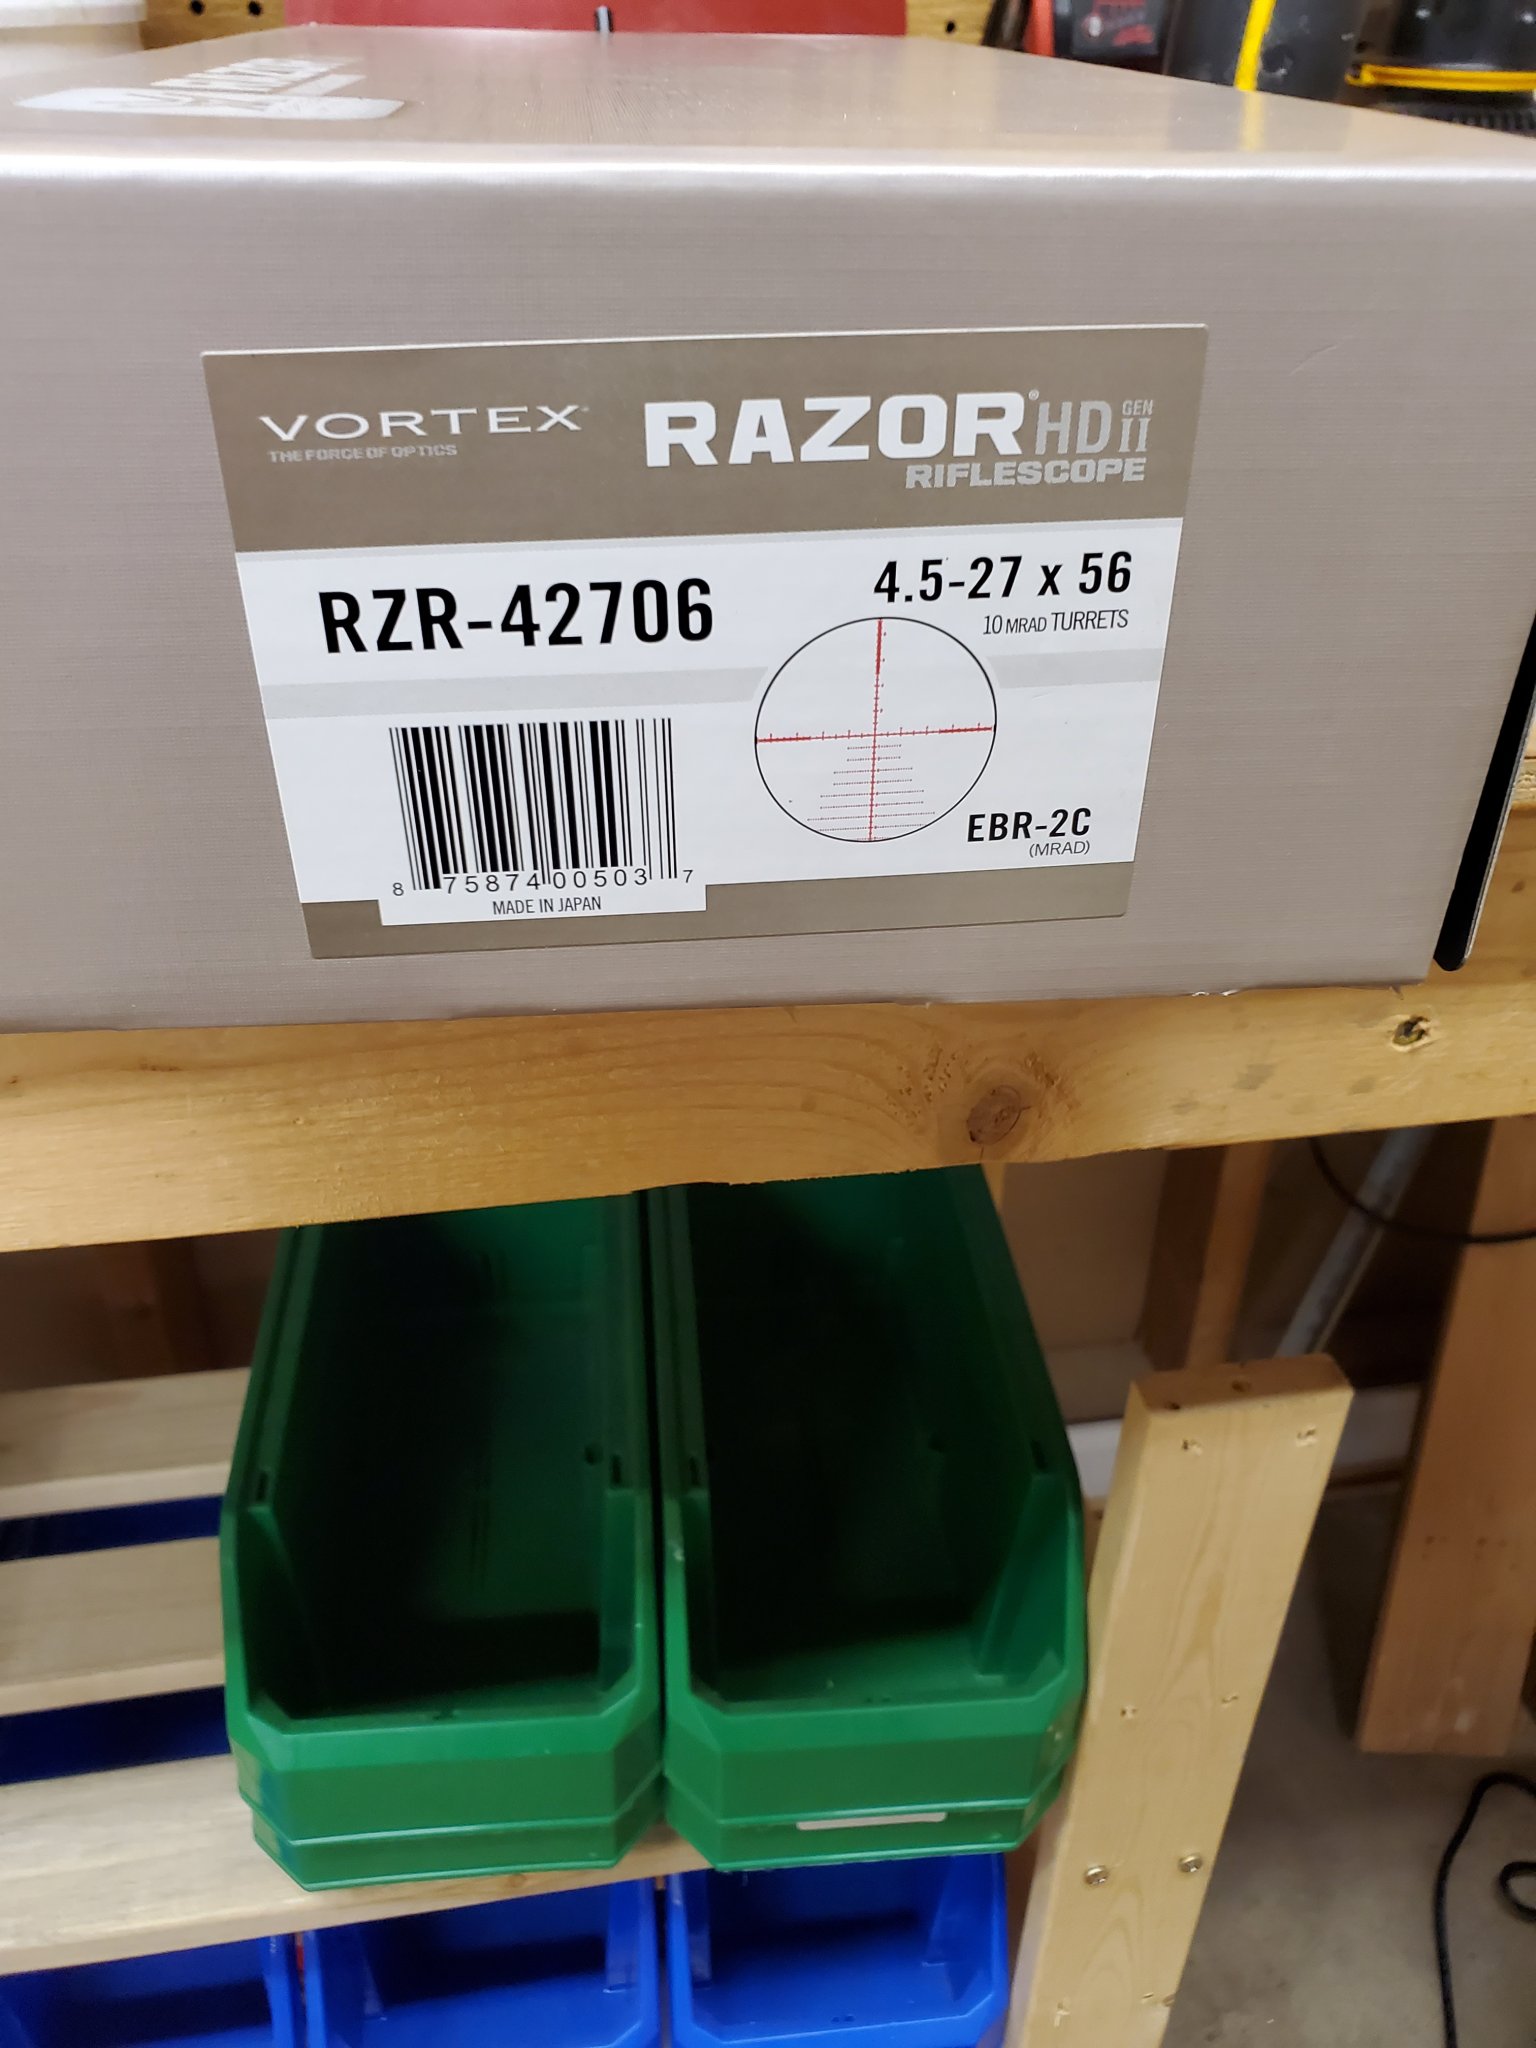 VORTEX
THE FORCE OF OPTICS
RAZOR® HD GEN II
RIFLESCOPE
RZR-42706
4.5-27 x 56
10 MRAD TURRETS
EBR-2C
(MRAD)
8 75874 00503 7
MADE IN JAPAN